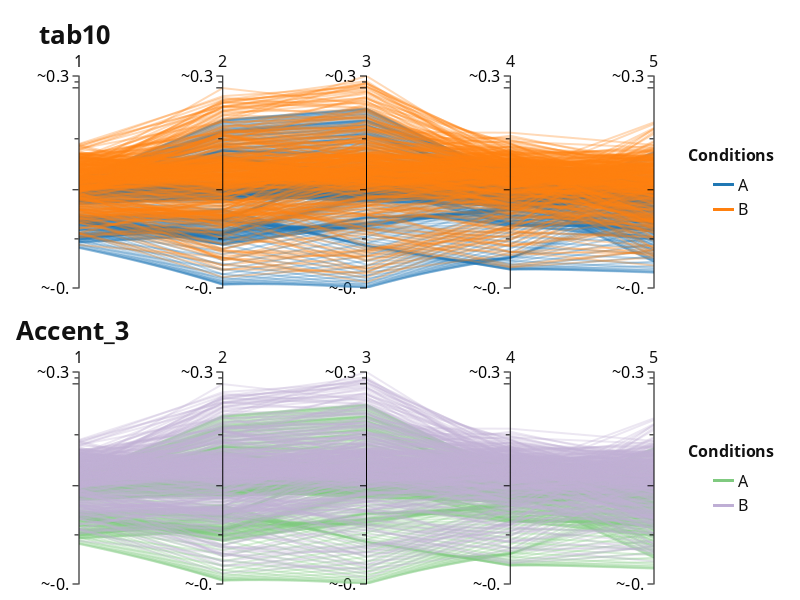 tab10
1 2 3 4 5
~0.3 ~0.3 ~0.3 ~0.3 ~0.3
Conditions
A
B
~-0. ~-0. ~-0. ~-0. ~-0.
Accent_3
1 2 3 4 5
~0.3 ~0.3 ~0.3 ~0.3 ~0.3
Conditions
A
B
~-0. ~-0. ~-0. ~-0. ~-0.